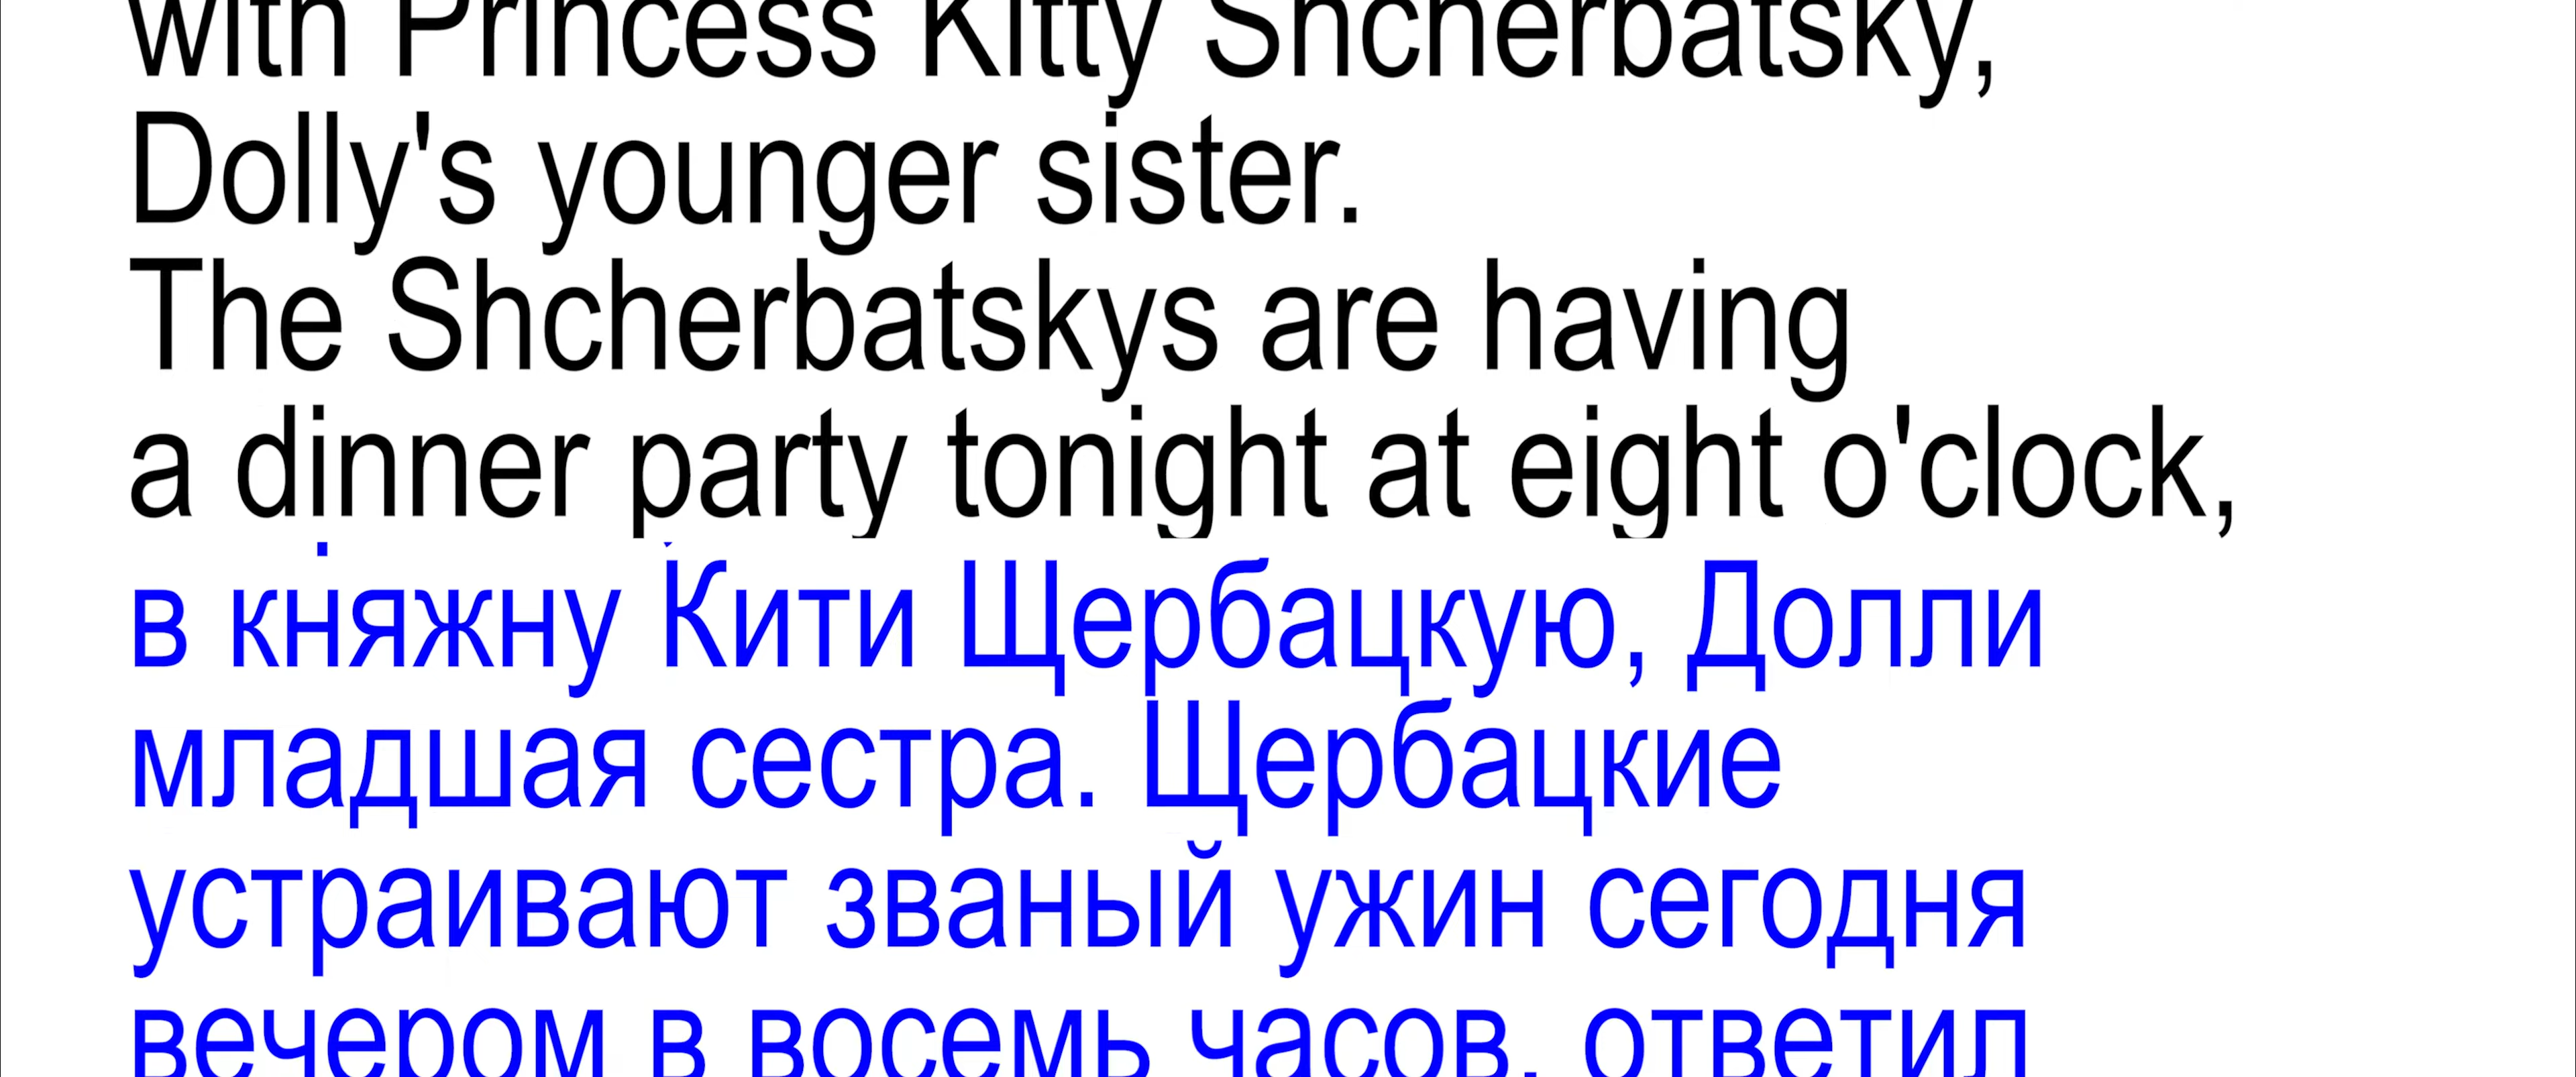 with Princess Kitty Shcherbatsky,
Dolly's younger sister.
The Shcherbatskys are having
a dinner party tonight at eight o'clock,
в княжну Кити Щербацкую, Долли
младшая сестра. Щербацкие
устраивают званый ужин сегодня
вечером в восемь часов, ответил